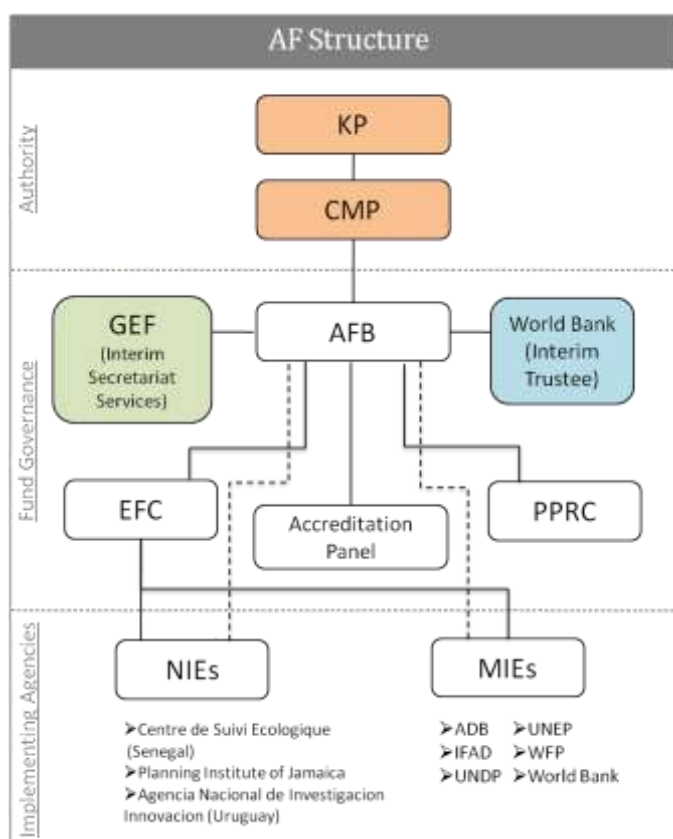 AF Structure
Authority
KP
CMP
Fund Governance
GEF
(Interim
Secretariat
Services)
AFB
World Bank
(Interim
Trustee)
EFC
Accreditation
Panel
PPRC
Implementing Agencies
NIEs
MIEs
➢Centre de Suivi Ecologique
(Senegal)
➢Planning Institute of Jamaica
➢Agencia Nacional de Investigacion
Innovacion (Uruguay)
➢ADB ➢UNEP
➢IFAD ➢WFP
➢UNDP ➢World Bank